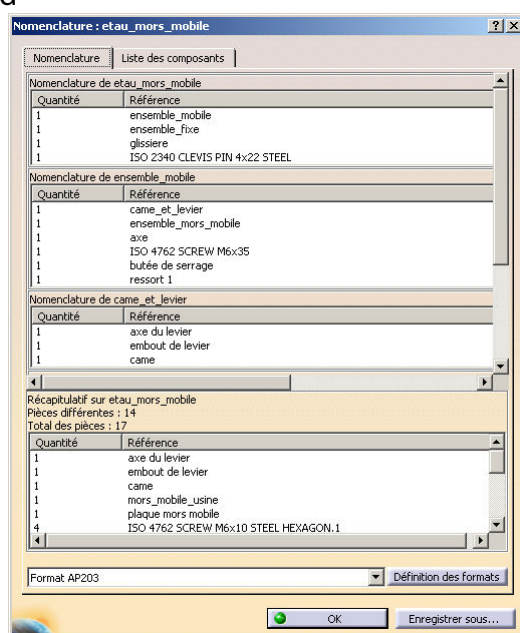 Nomenclature : etau_mors_mobile
Nomenclature Liste des composants
Nomenclature de etau_mors_mobile
Quantité Référence
1 ensemble_mobile
1 ensemble_fixe
1 glissiere
1 ISO 2340 CLEVIS PIN 4x22 STEEL
Nomenclature de ensemble_mobile
Quantité Référence
1 came_et_levier
1 ensemble_mors_mobile
1 axe
1 ISO 4762 SCREW M6x35
1 butée de serrage
1 ressort 1
Nomenclature de came_et_levier
Quantité Référence
1 axe du levier
1 embout de levier
1 came
Récapitulatif sur etau_mors_mobile
Pièces différentes : 14
Total des pièces : 17
Quantité Référence
1 axe du levier
1 embout de levier
1 came
1 mors_mobile_usine
1 plaque mors mobile
4 ISO 4762 SCREW M6x10 STEEL HEXAGON.1
Format AP203 Définition des formats
OK Enregistrer sous...